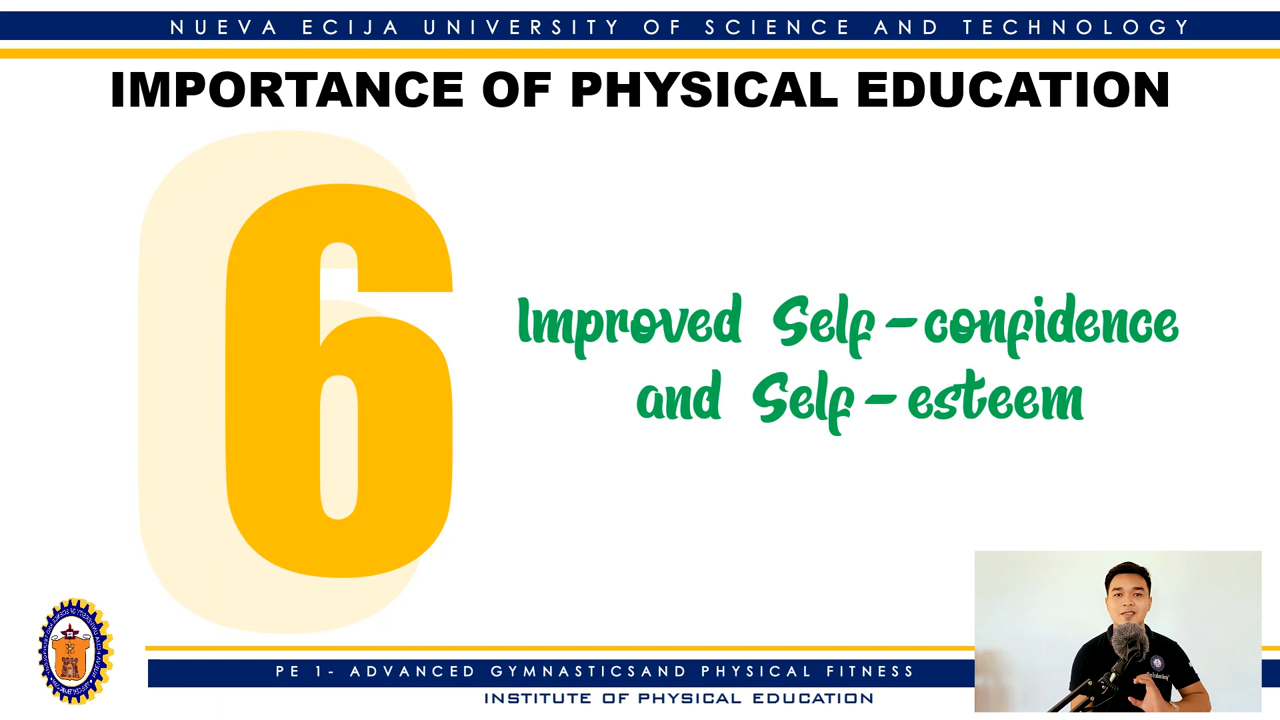 NUEVA ECIJA UNIVERSITY OF SCIENCE AND TECHNOLOGY
IMPORTANCE OF PHYSICAL EDUCATION
6
Improved Self-confidence
and Self-esteem
PE 1- ADVANCED GYMNASTICSAND PHYSICAL FITNESS
INSTITUTE OF PHYSICAL EDUCATION